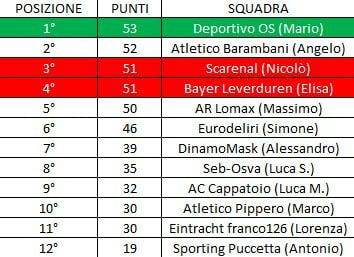 POSIZIONE PUNTI SQUADRA
1° 53 Deportivo OS (Mario)
2° 52 Atletico Barambani (Angelo)
3° 51 Scarenal (Nicolò)
4° 51 Bayer Leverduren (Elisa)
5° 50 AR Lomax (Massimo)
6° 46 Eurodeliri (Simone)
7° 39 DinamoMask (Alessandro)
8° 35 Seb-Osva (Luca S.)
9° 32 AC Cappatoio (Luca M.)
10° 30 Atletico Pippero (Marco)
11° 30 Eintracht franco126 (Lorenza)
12° 19 Sporting Puccetta (Antonio)